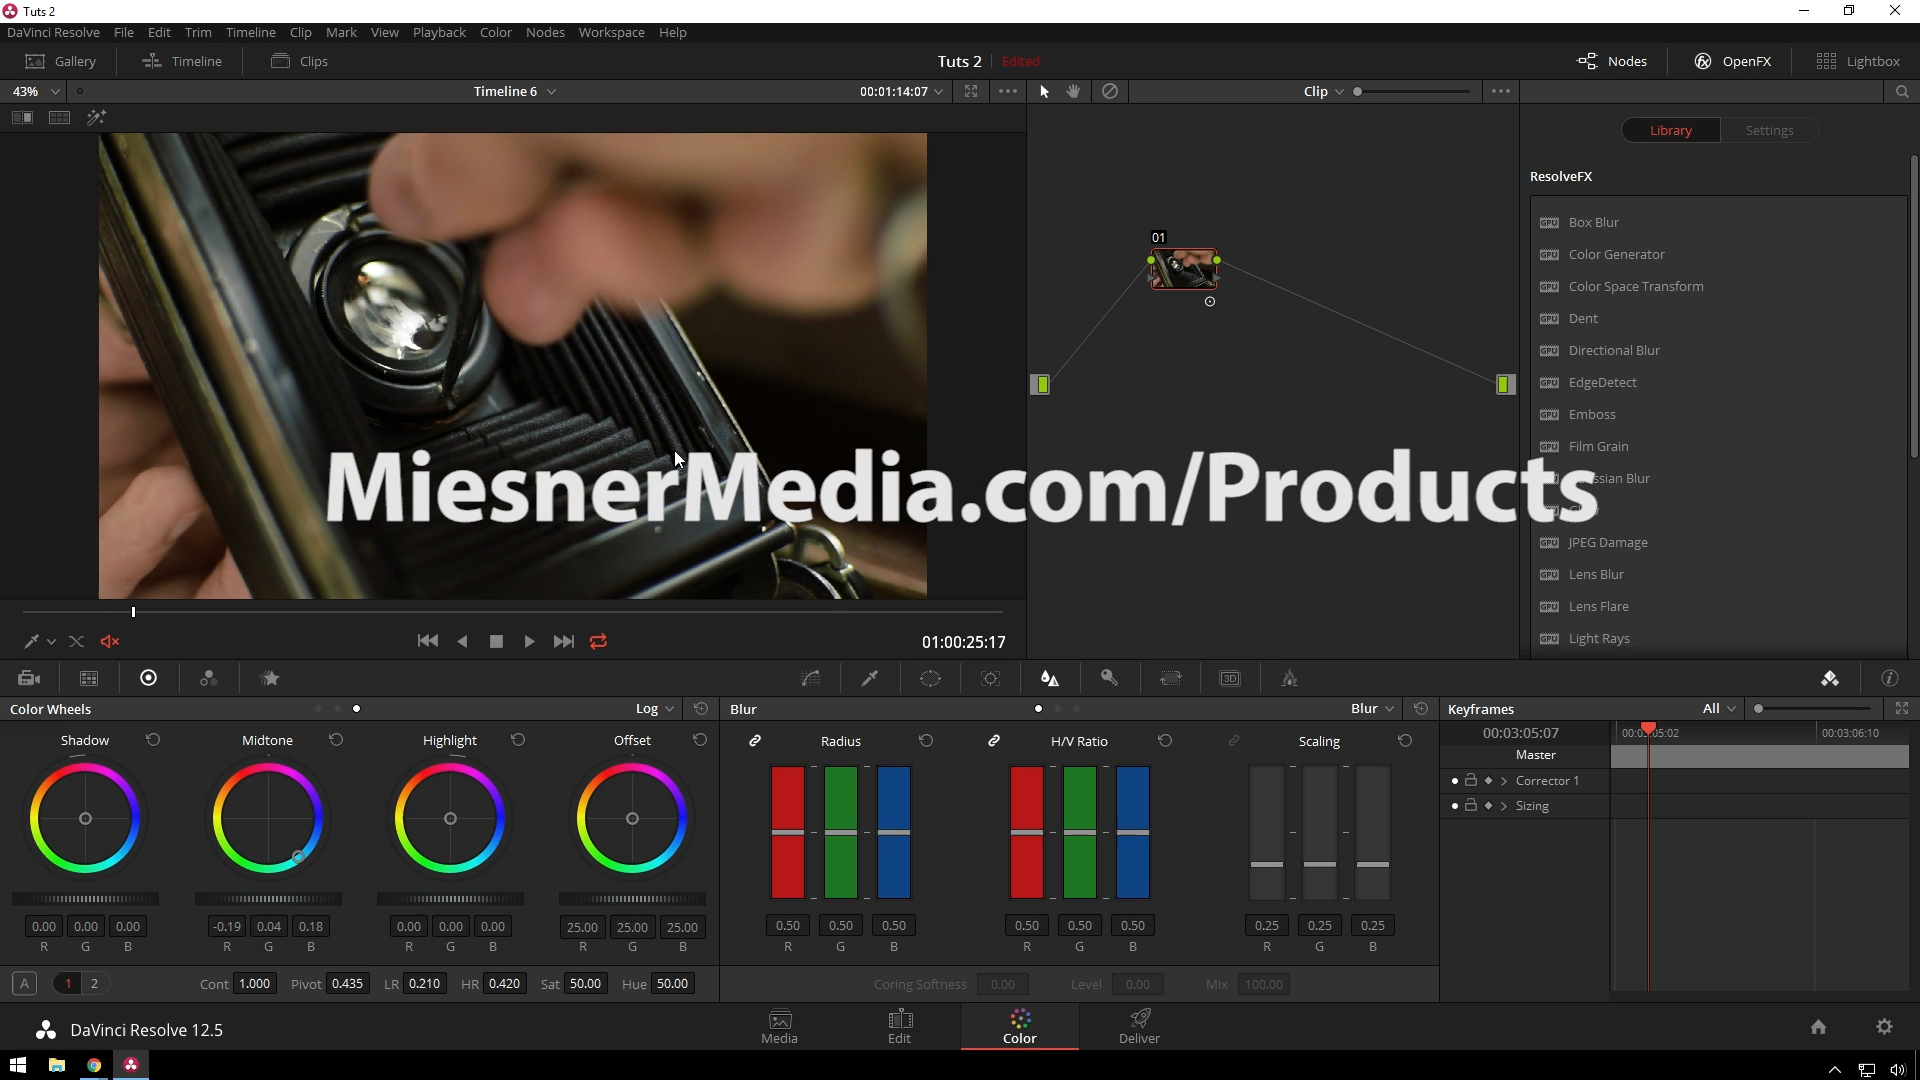 Tuts 2
DaVinci Resolve File Edit Trim Timeline Clip Mark View Playback Color Nodes Workspace Help
Gallery Timeline Clips Tuts 2 Edited Nodes OpenFX Lightbox
43% Timeline 6 00:01:14:07 Clip
Library Settings
ResolveFX
Box Blur
01
Color Generator
Color Space Transform
Dent
Directional Blur
EdgeDetect
Emboss
Film Grain
MiesnerMedia.com/Products
Blur
JPEG Damage
Lens Blur
Lens Flare
Light Rays
01:00:25:17
3D
Color Wheels Log Blur Blur Keyframes All
Shadow Midtone Highlight Offset Radius H/V Ratio Scaling
00:03:05:07 05:02 00:03:06:10
Master
Corrector 1
Sizing
0.00 0.00 0.00 -0.19 0.04 0.18 0.00 0.00 0.00 25.00 25.00 25.00 0.50 0.50 0.50 0.50 0.50 0.50 0.25 0.25 0.25
R G B R G B R G B R G B R G B R G B R G B
A 1 2 Cont 1.000 Pivot 0.435 LR 0.210 HR 0.420 Sat 50.00 Hue 50.00 Coring Softness 0.00 Level 0.00 Mix 100.00
DaVinci Resolve 12.5 Media Edit Color Deliver